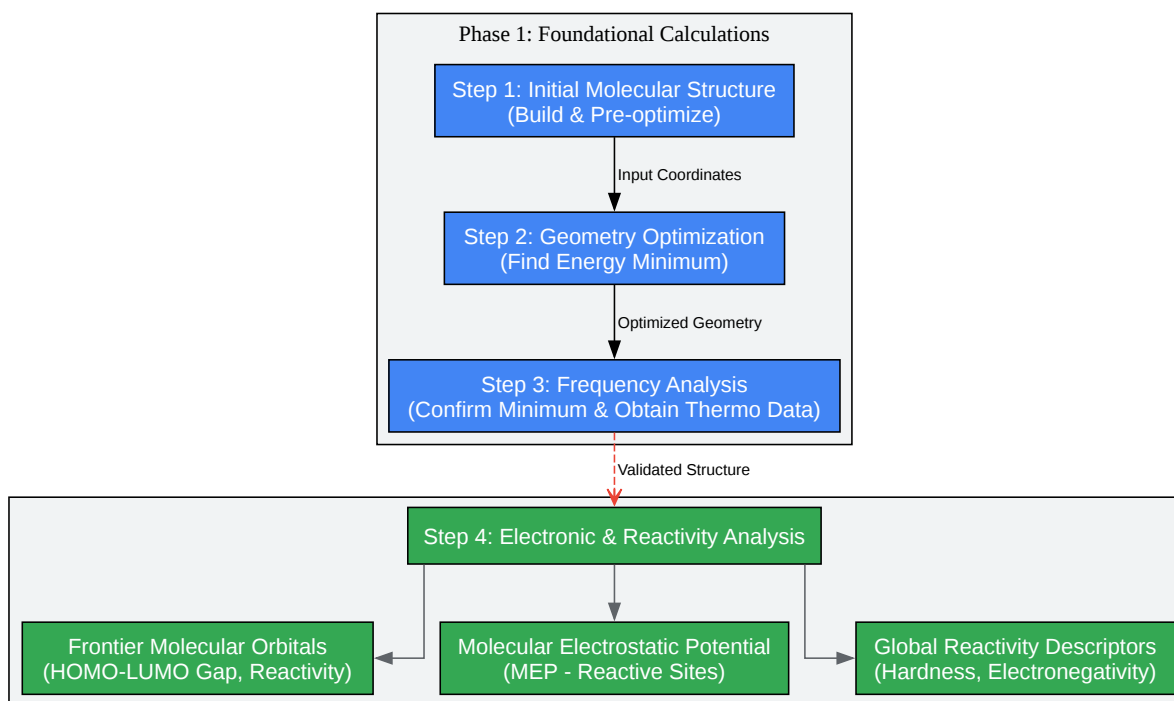 Phase 1: Foundational Calculations
Step 1: Initial Molecular Structure
(Build & Pre-optimize)
Input Coordinates
Step 2: Geometry Optimization
(Find Energy Minimum)
Optimized Geometry
Step 3: Frequency Analysis
(Confirm Minimum & Obtain Thermo Data)
Validated Structure
Step 4: Electronic & Reactivity Analysis
Frontier Molecular Orbitals
(HOMO-LUMO Gap, Reactivity)
Molecular Electrostatic Potential
(MEP - Reactive Sites)
Global Reactivity Descriptors
(Hardness, Electronegativity)